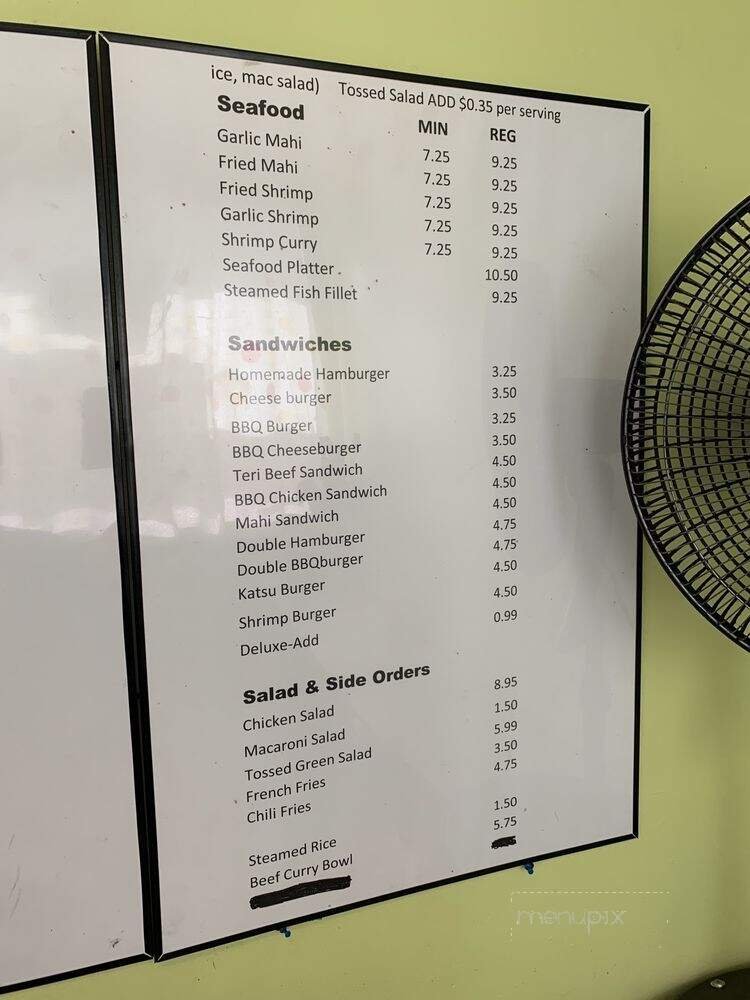 ice, mac salad) Tossed Salad ADD $0.35 per serving
Seafood MIN REG
Garlic Mahi 7.25 9.25
Fried Mahi 7.25 9.25
Fried Shrimp 7.25 9.25
Garlic Shrimp 7.25 9.25
Shrimp Curry 7.25 9.25
Seafood Platter 10.50
Steamed Fish Fillet 9.25
Sandwiches
Homemade Hamburger 3.25
Cheese burger 3.50
BBQ Burger 3.25
BBQ Cheeseburger 3.50
Teri Beef Sandwich 4.50
BBQ Chicken Sandwich 4.50
Mahi Sandwich 4.50
Double Hamburger 4.75
Double BBQburger 4.75
Katsu Burger 4.50
Shrimp Burger 4.50
Deluxe-Add 0.99
Salad & Side Orders
Chicken Salad 8.95
Macaroni Salad 1.50
Tossed Green Salad 5.99
French Fries 3.50
Chili Fries 4.75
Steamed Rice 1.50
Beef Curry Bowl 5.75
menupix